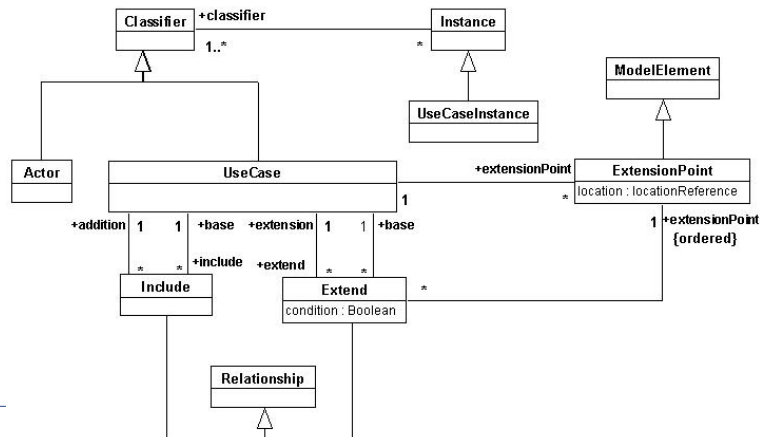 Classifier
+classifier
1..*
*
Instance
ModelElement
UseCaseInstance
Actor
UseCase
+extensionPoint
ExtensionPoint
location : locationReference
1
*
+addition
1
1
+base
+extension
1
1
+base
1
+extensionPoint
{ordered}
*
*
+include
+extend
*
*
Include
Extend
condition : Boolean
*
Relationship